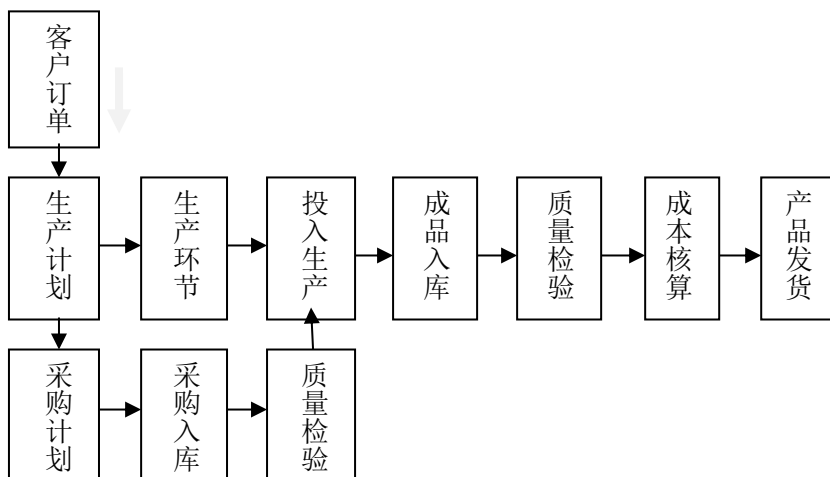 客户订单
生产计划
生产环节
投入生产
成品入库
质量检验
成本核算
产品发货
采购计划
采购入库
质量检验